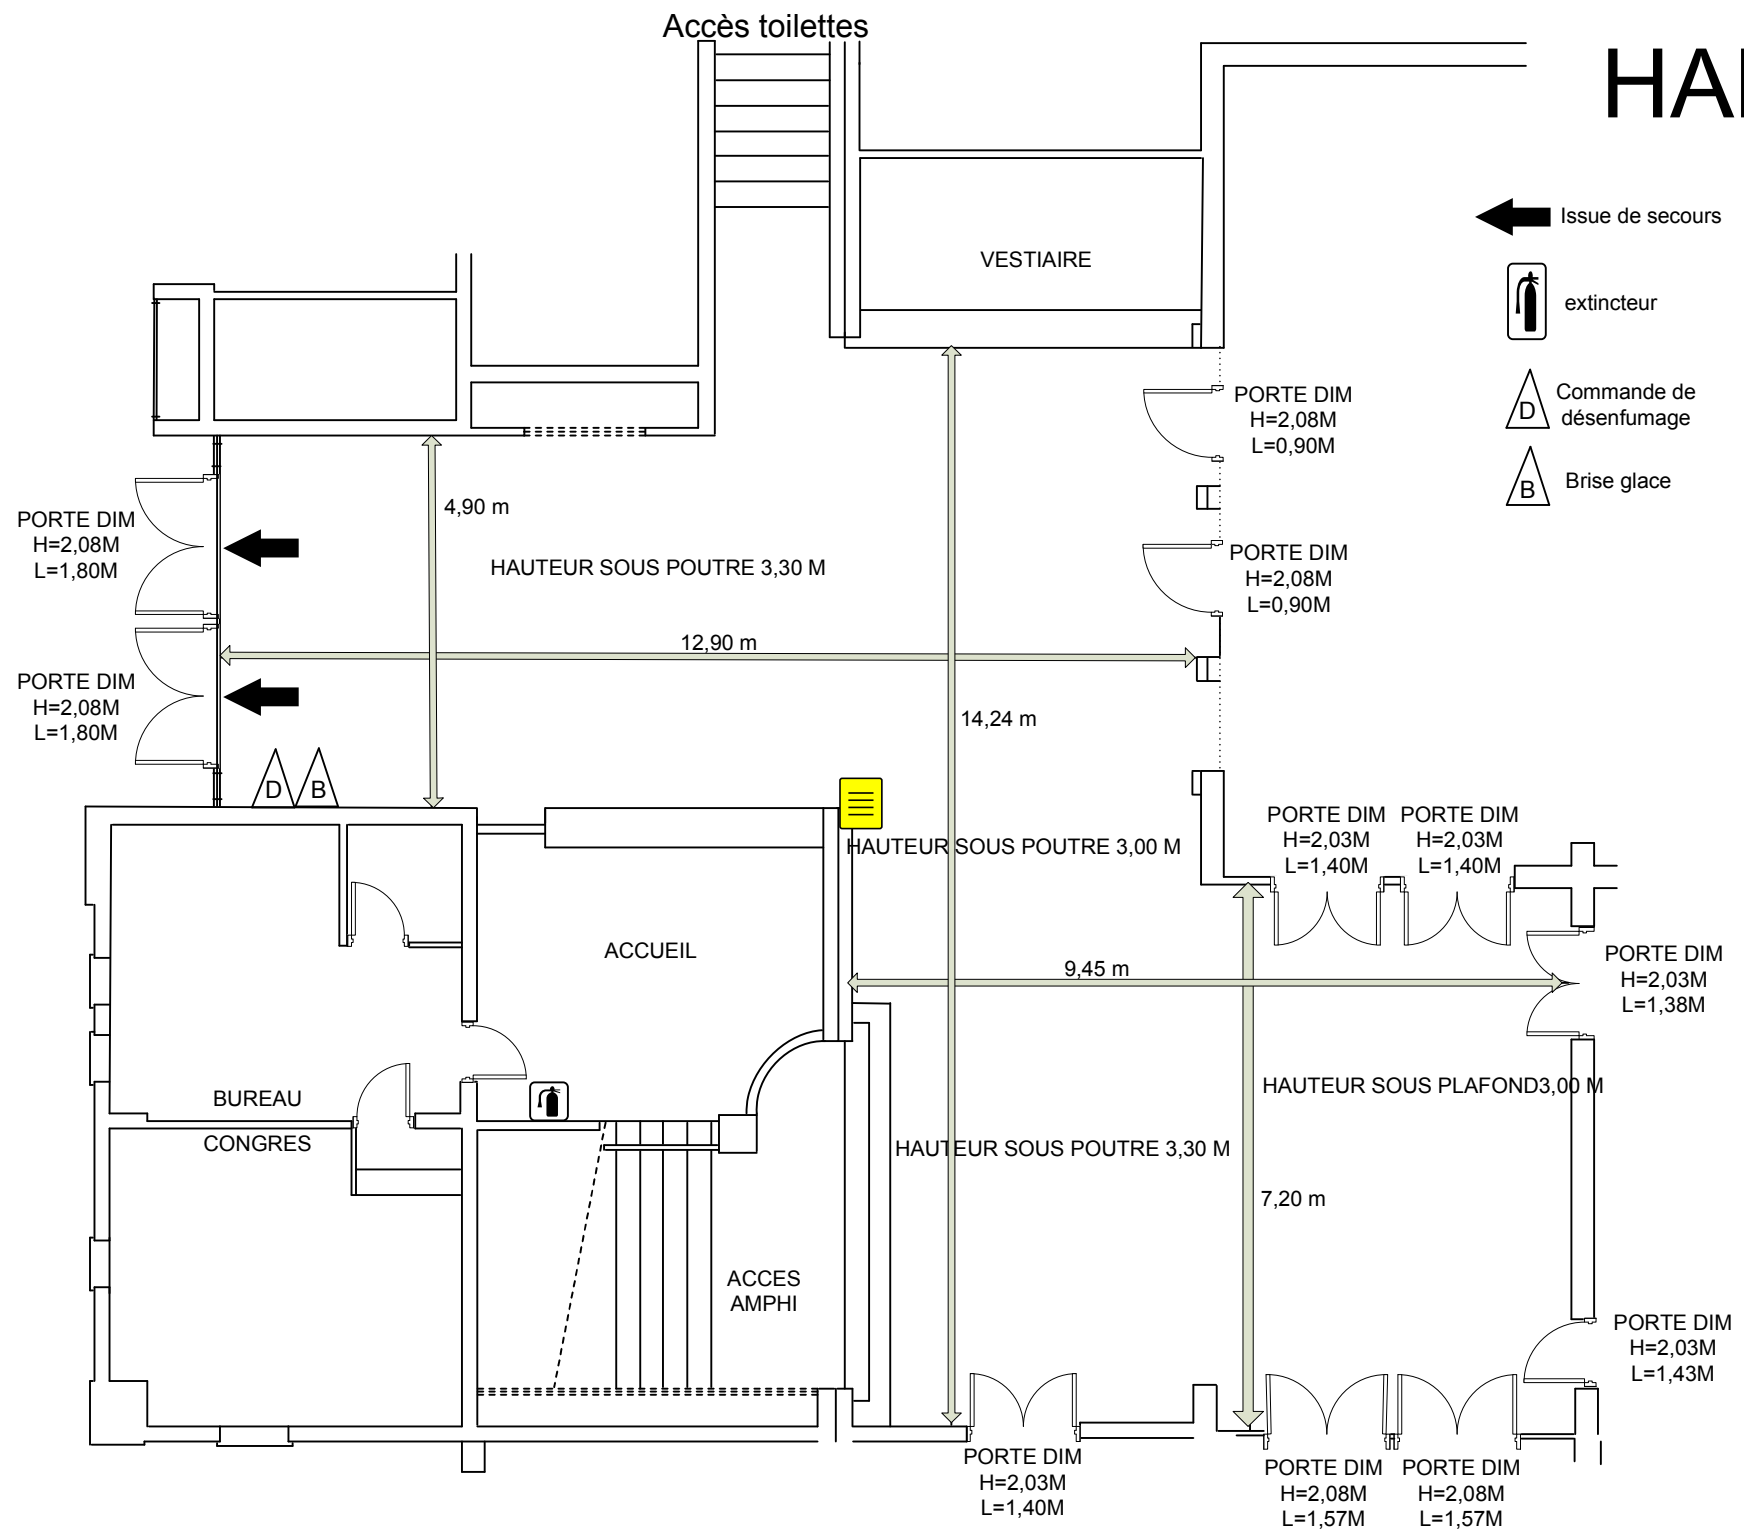 Accès toilettes
HAL
Issue de secours
VESTIAIRE
extincteur
PORTE DIM
H=2,08M
L=0,90M
Commande de
désenfumage
D
B
Brise glace
4,90 m
PORTE DIM
H=2,08M
L=1,80M
HAUTEUR SOUS POUTRE 3,30 M
PORTE DIM
H=2,08M
L=0,90M
12,90 m
PORTE DIM
H=2,08M
L=1,80M
14,24 m
D
B
PORTE DIM
H=2,03M
L=1,40M
PORTE DIM
H=2,03M
L=1,40M
HAUTEUR SOUS POUTRE 3,00 M
ACCUEIL
9,45 m
PORTE DIM
H=2,03M
L=1,38M
BUREAU
CONGRES
HAUTEUR SOUS PLAFOND3,00 M
HAUTEUR SOUS POUTRE 3,30 M
7,20 m
ACCES
AMPHI
PORTE DIM
H=2,03M
L=1,43M
PORTE DIM
H=2,03M
L=1,40M
PORTE DIM
H=2,08M
L=1,57M
PORTE DIM
H=2,08M
L=1,57M